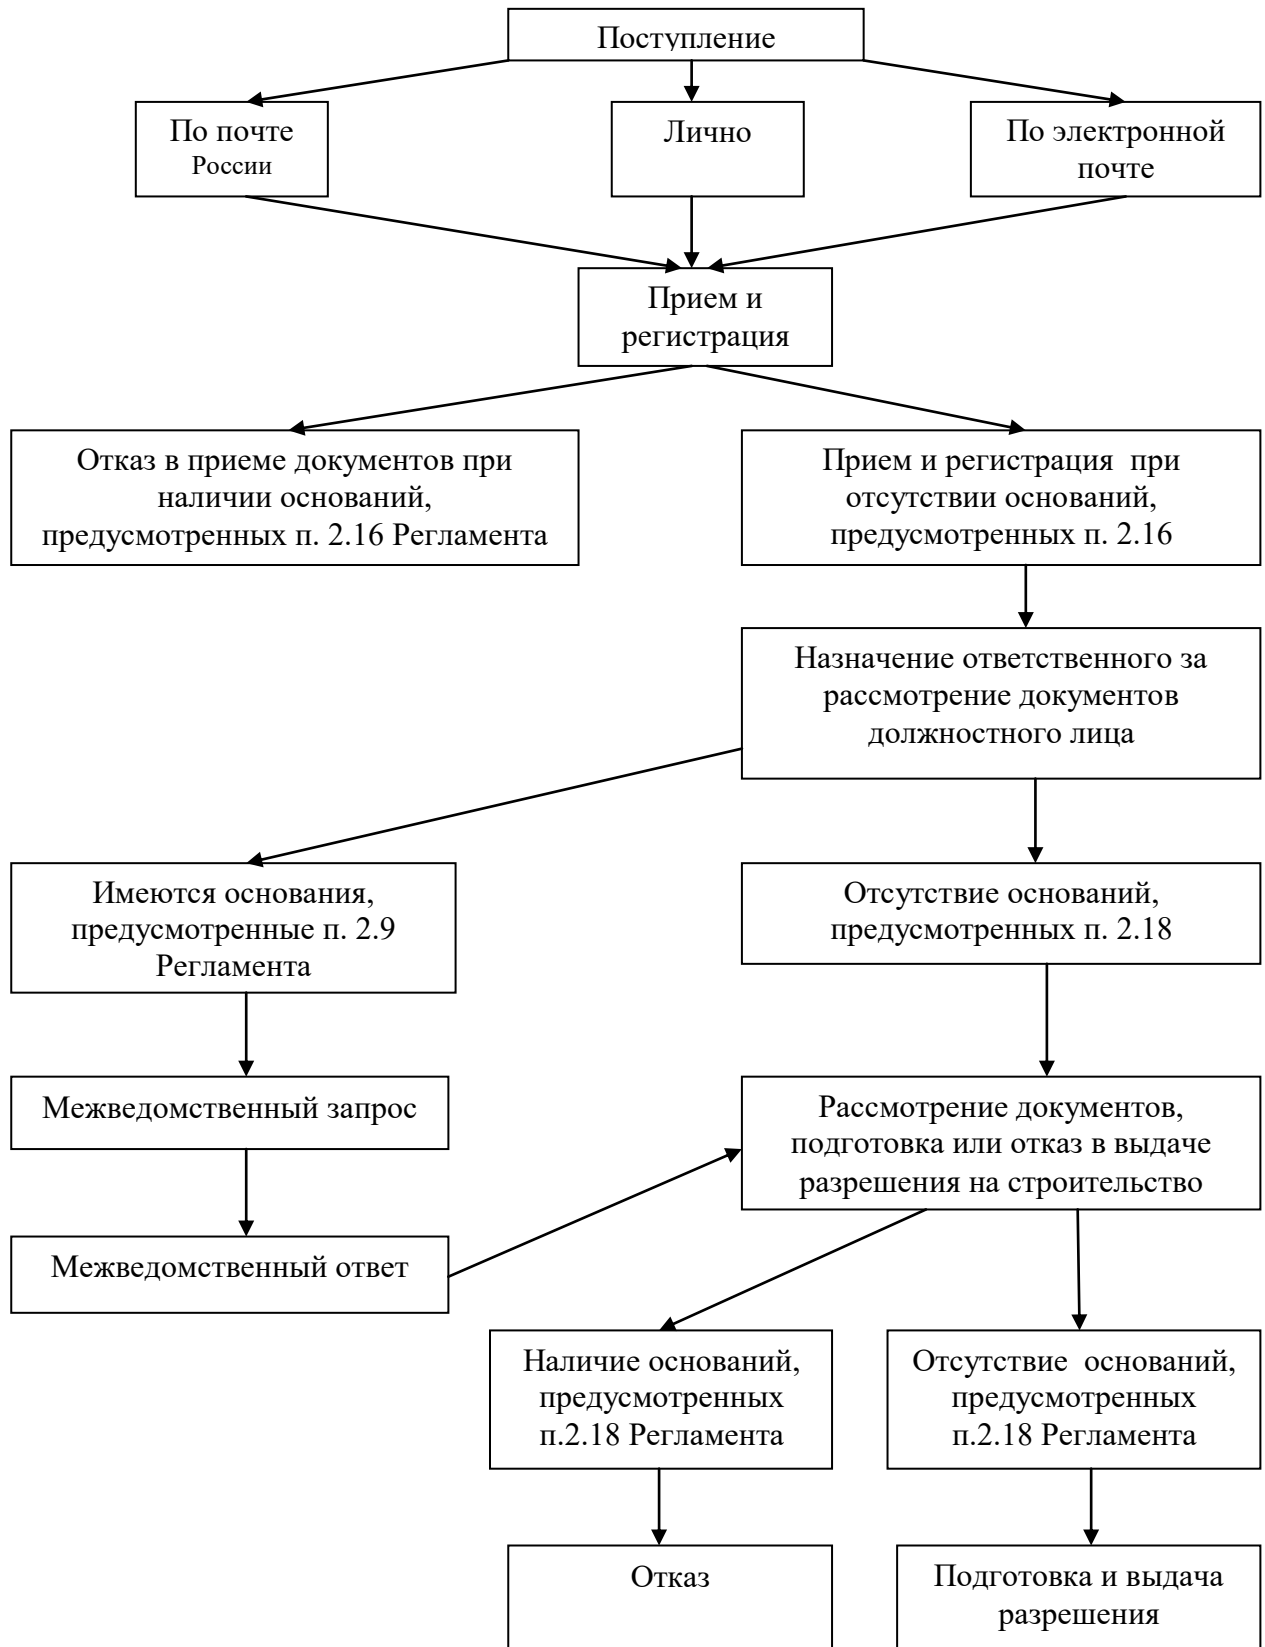 Поступление
По почте
России
Лично
По электронной
почте
Прием и
регистрация
Отказ в приеме документов при
наличии оснований,
предусмотренных п. 2.16 Регламента
Прием и регистрация  при
отсутствии оснований,
предусмотренных п. 2.16
Назначение ответственного за
рассмотрение документов
должностного лица
Имеются основания,
предусмотренные п. 2.9
Регламента
Отсутствие оснований,
предусмотренных п. 2.18
Межведомственный запрос
Рассмотрение документов,
подготовка или отказ в выдаче
разрешения на строительство
Межведомственный ответ
Наличие оснований,
предусмотренных
п.2.18 Регламента
Отсутствие  оснований,
предусмотренных
п.2.18 Регламента
Отказ
Подготовка и выдача
разрешения